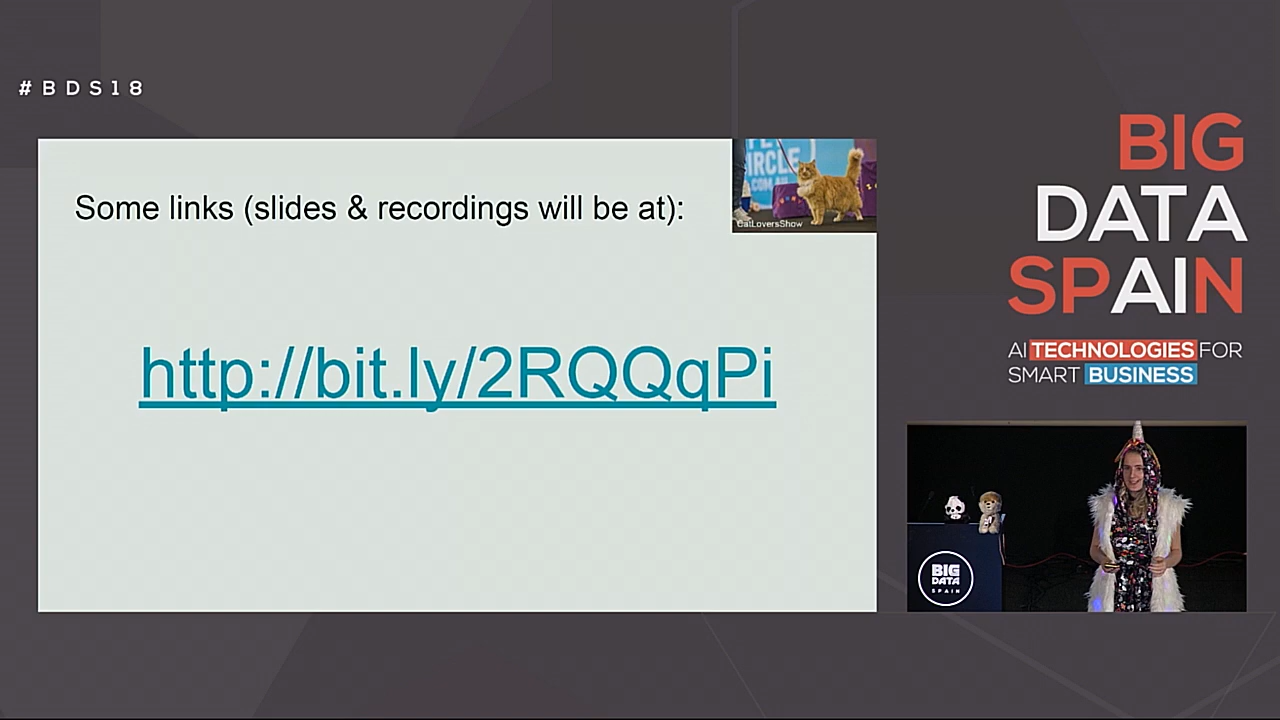 #BDS18
Some links (slides & recordings will be at):
CatLoversShow
http://bit.ly/2RQQqPi
BIG
DATA
SPAIN
AI TECHNOLOGIES FOR
SMART BUSINESS
BIG
DATA
SPAIN